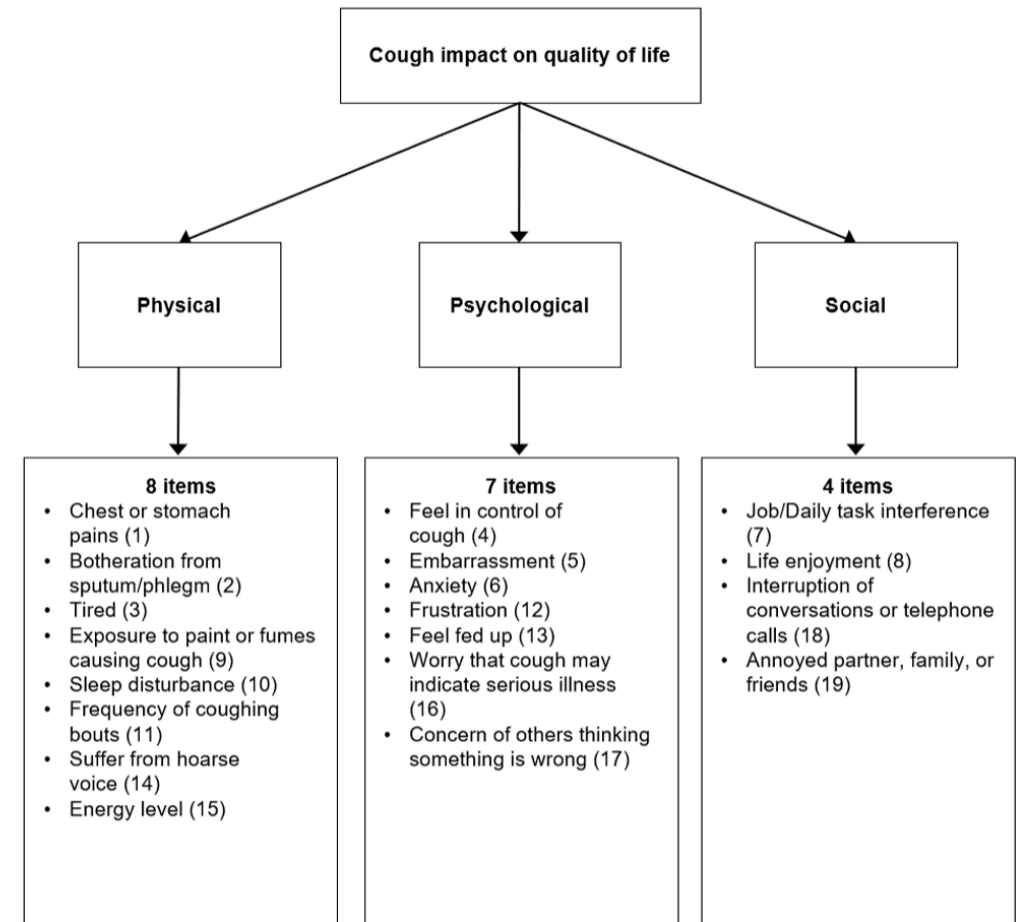 Cough impact on quality of life
Physical
Psychological
Social
8 items
• Chest or stomach
pains (1)
• Botheration from
sputum/phlegm (2)
• Tired (3)
• Exposure to paint or fumes
causing cough (9)
• Sleep disturbance (10)
• Frequency of coughing
bouts (11)
• Suffer from hoarse
voice (14)
• Energy level (15)
7 items
• Feel in control of
cough (4)
• Embarrassment (5)
• Anxiety (6)
• Frustration (12)
• Feel fed up (13)
• Worry that cough may
indicate serious illness
(16)
• Concern of others thinking
something is wrong (17)
4 items
• Job/Daily task interference
(7)
• Life enjoyment (8)
• Interruption of
conversations or telephone
calls (18)
• Annoyed partner, family, or
friends (19)